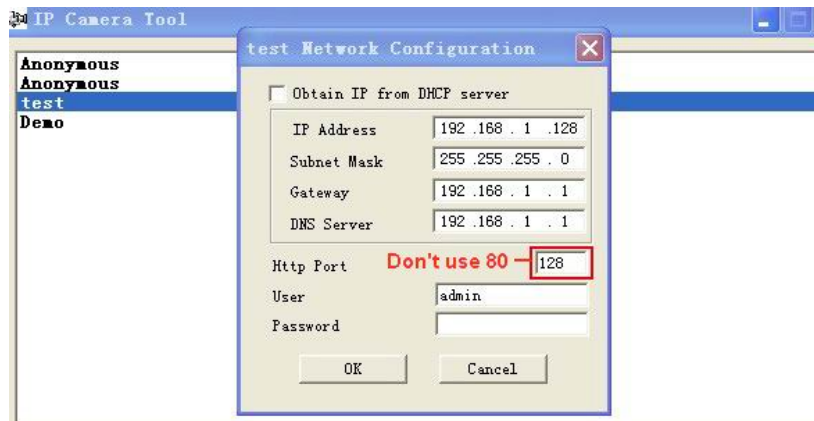 IP Camera Tool
test Network Configuration
Anonymous
Anonymous
test
Demo
Obtain IP from DHCP server
IP Address 192 .168 . 1 .128
Subnet Mask 255 .255 .255 . 0
Gateway 192 .168 . 1 . 1
DNS Server 192 .168 . 1 . 1
Http Port Don't use 80 128
User admin
Password
OK Cancel